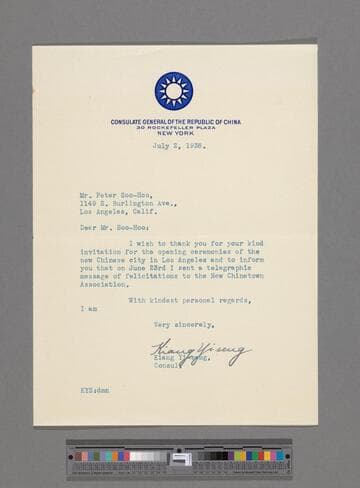 CONSULATE GENERAL OF THE REPUBLIC OF CHINA
30 ROCKEFELLER PLAZA
NEW YORK
July 2, 1938.
Mr. Peter Soo-Hoo,
1149 S. Burlington Ave.,
Los Angeles, Calif.
Dear Mr. Soo-Hoo:
I wish to thank you for your kind
invitation for the opening ceremonies of the
new Chinese city in Los Angeles and to inform
you that on June 23rd I sent a telegraphic
message of felicitations to the New Chinatown
Association.
With kindest personal regards,
I am
Very sincerely,
Kiang Yiseng
Kiang Yiseng,
Consul
KYS:dmn